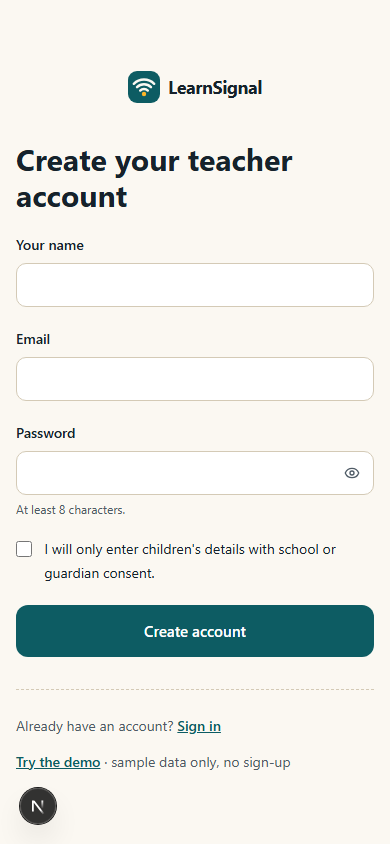 LearnSignal
Create your teacher
account
Your name
Email
Password
At least 8 characters.
I will only enter children's details with school or
guardian consent.
Create account
Already have an account? Sign in
Try the demo · sample data only, no sign-up
N